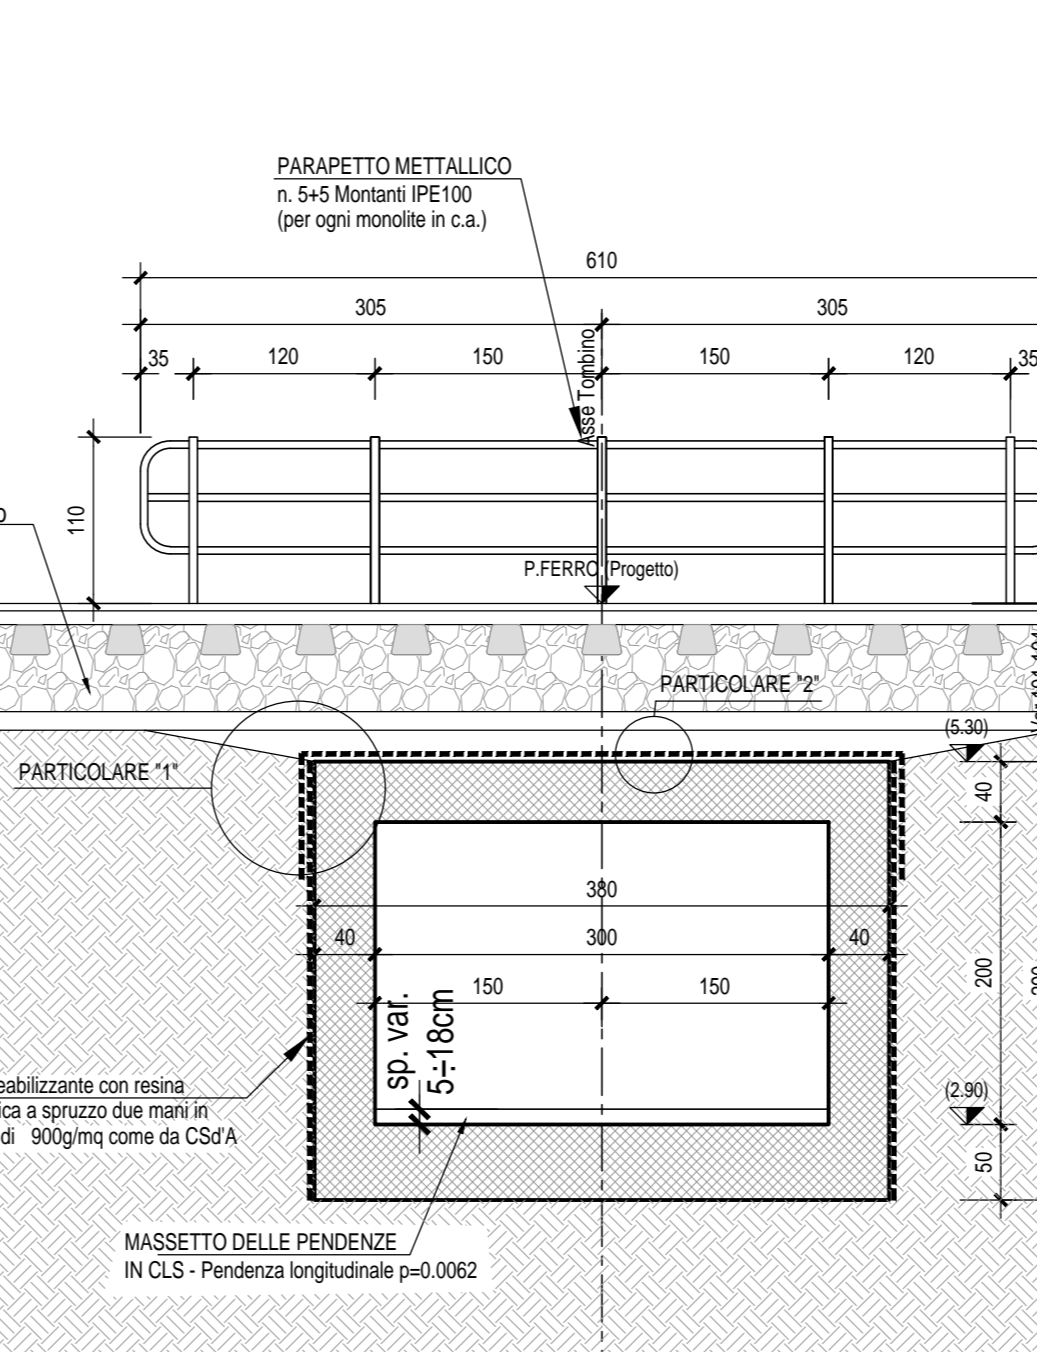 PARAPETTO METTALLICO
n. 5+5 Montanti IPE100
(per ogni monolite in c.a.)
610
305
305
35
120
150
150
120
35
Asse Tombino
110
P.FERRO (Progetto)
PARTICOLARE "2"
(5.30)
PARTICOLARE "1"
40
380
40
300
40
200
150
150
sp. var.
5÷18cm
eabilizzante con resina
ica a spruzzo due mani in
di 900g/mq come da CSd'A
(2.90)
50
MASSETTO DELLE PENDENZE
IN CLS - Pendenza longitudinale p=0.0062